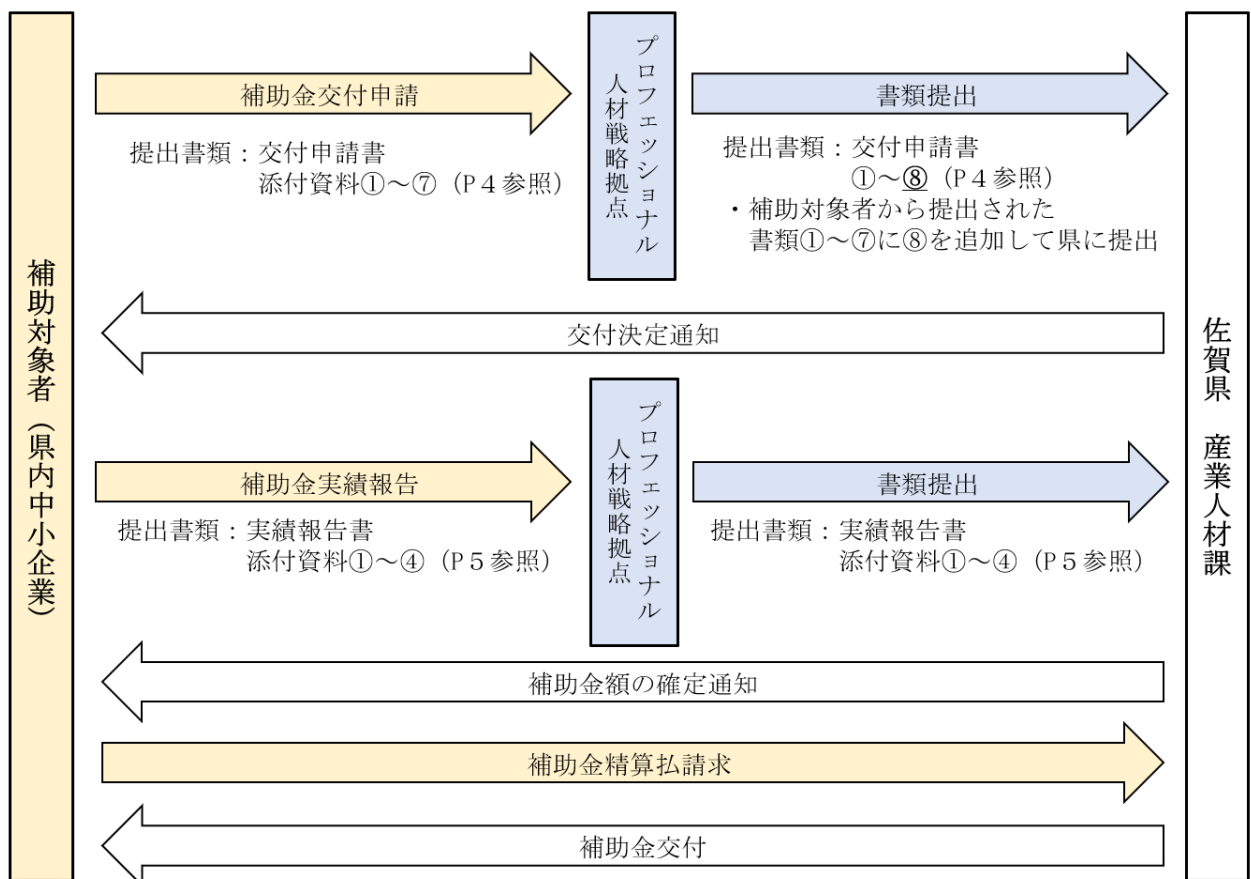 補助対象者（県内中小企業）
補助金交付申請
提出書類：交付申請書
添付資料①～⑦（P４参照）
プロフェッショナル
人材戦略拠点
書類提出
提出書類：交付申請書
①～⑧（P４参照）
・補助対象者から提出された
書類①～⑦に⑧を追加して県に提出
交付決定通知
補助金実績報告
提出書類：実績報告書
添付資料①～④（P５参照）
プロフェッショナル
人材戦略拠点
書類提出
提出書類：実績報告書
添付資料①～④（P５参照）
補助金額の確定通知
補助金精算払請求
補助金交付
佐賀県　産業人材課